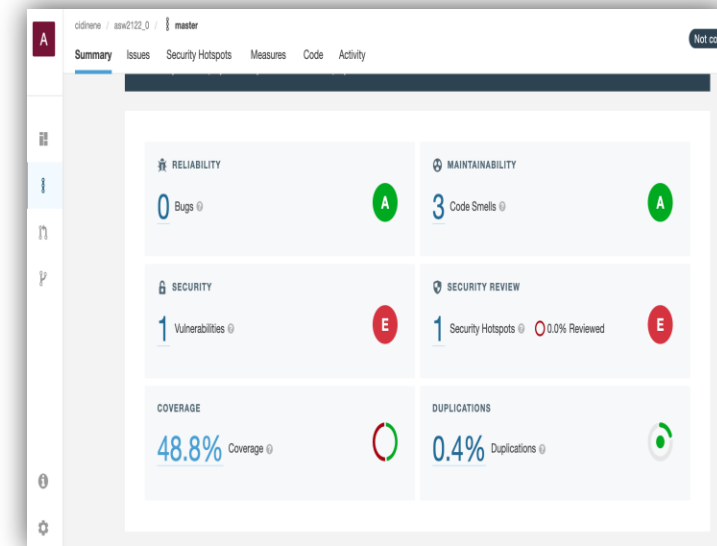 A
cidinene / asw2122_0 / master
Not co
Summary Issues Security Hotspots Measures Code Activity
RELIABILITY
0 Bugs
A
MAINTAINABILITY
3 Code Smells
A
SECURITY
1 Vulnerabilities
E
SECURITY REVIEW
1 Security Hotspots 0.0% Reviewed
E
COVERAGE
48.8% Coverage
DUPLICATIONS
0.4% Duplications